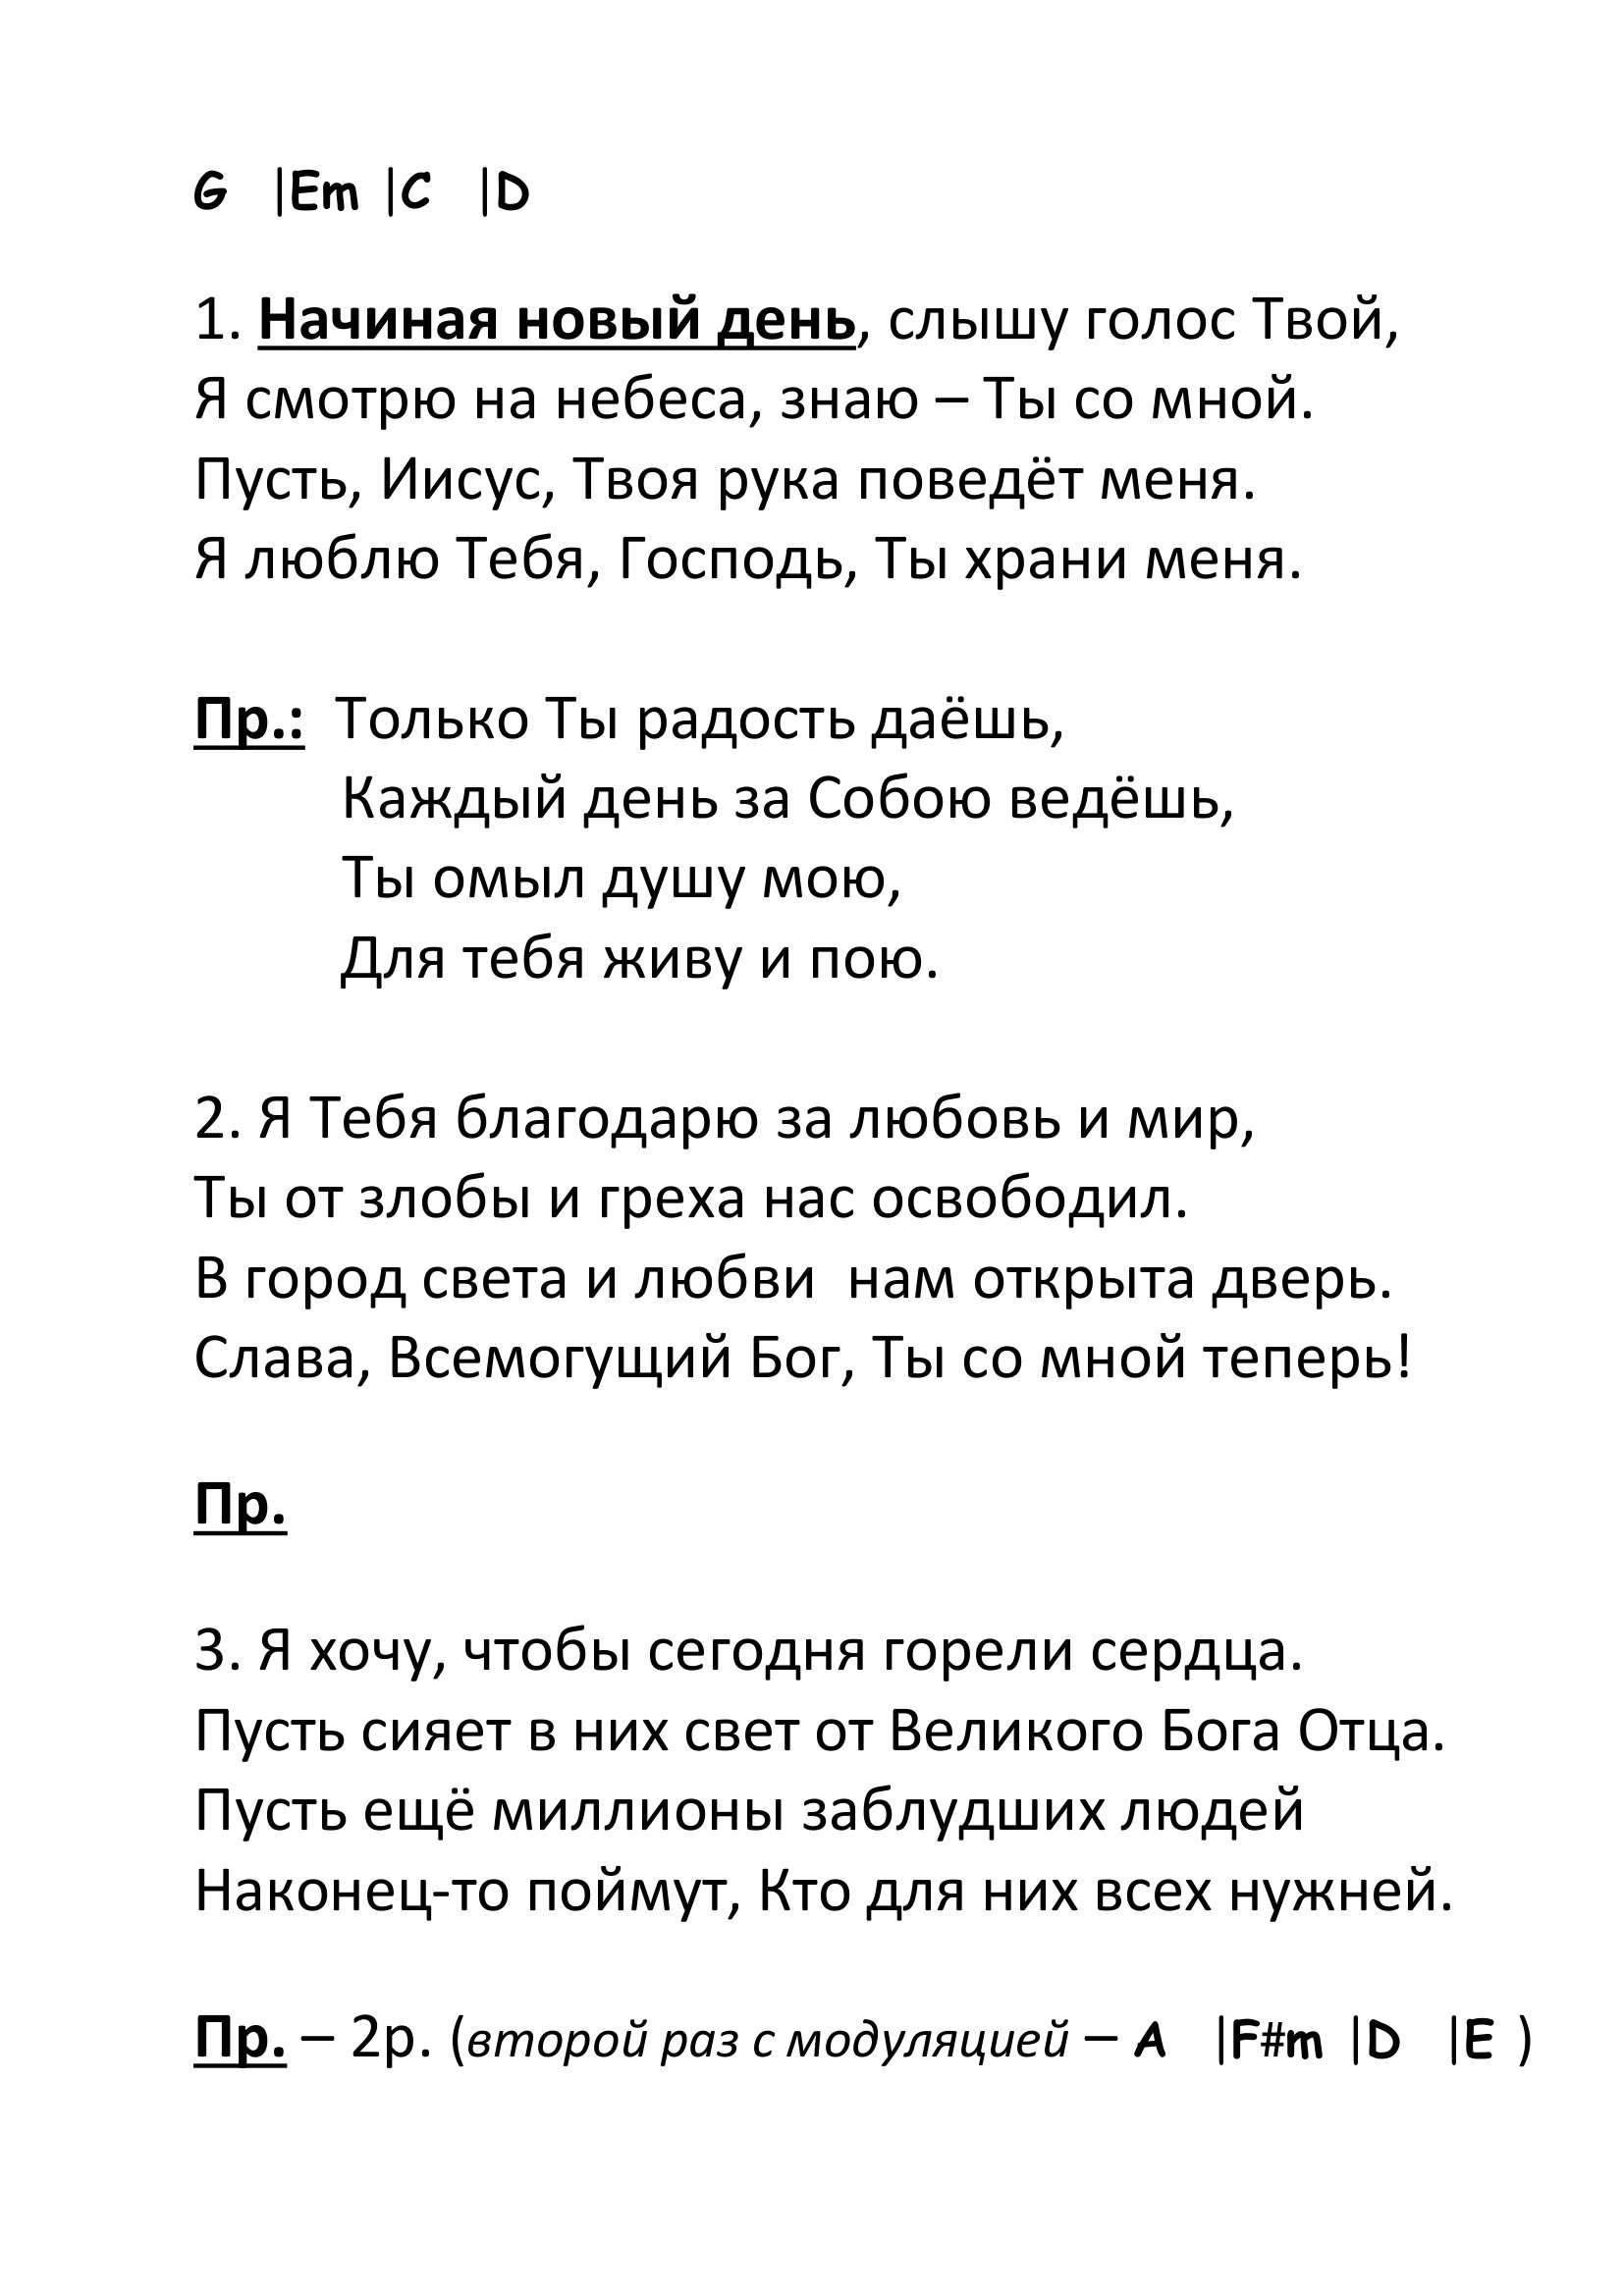 G |Em |C |D
1. Начиная новый день, слышу голос Твой,
Я смотрю на небеса, знаю – Ты со мной.
Пусть, Иисус, Твоя рука поведёт меня.
Я люблю Тебя, Господь, Ты храни меня.
Пр.: Только Ты радость даёшь,
Каждый день за Собою ведёшь,
Ты омыл душу мою,
Для тебя живу и пою.
2. Я Тебя благодарю за любовь и мир,
Ты от злобы и греха нас освободил.
В город света и любви нам открыта дверь.
Слава, Всемогущий Бог, Ты со мной теперь!
Пр.
3. Я хочу, чтобы сегодня горели сердца.
Пусть сияет в них свет от Великого Бога Отца.
Пусть ещё миллионы заблудших людей
Наконец-то поймут, Кто для них всех нужней.
Пр. – 2р. (второй раз с модуляцией – A |F#m |D |E )